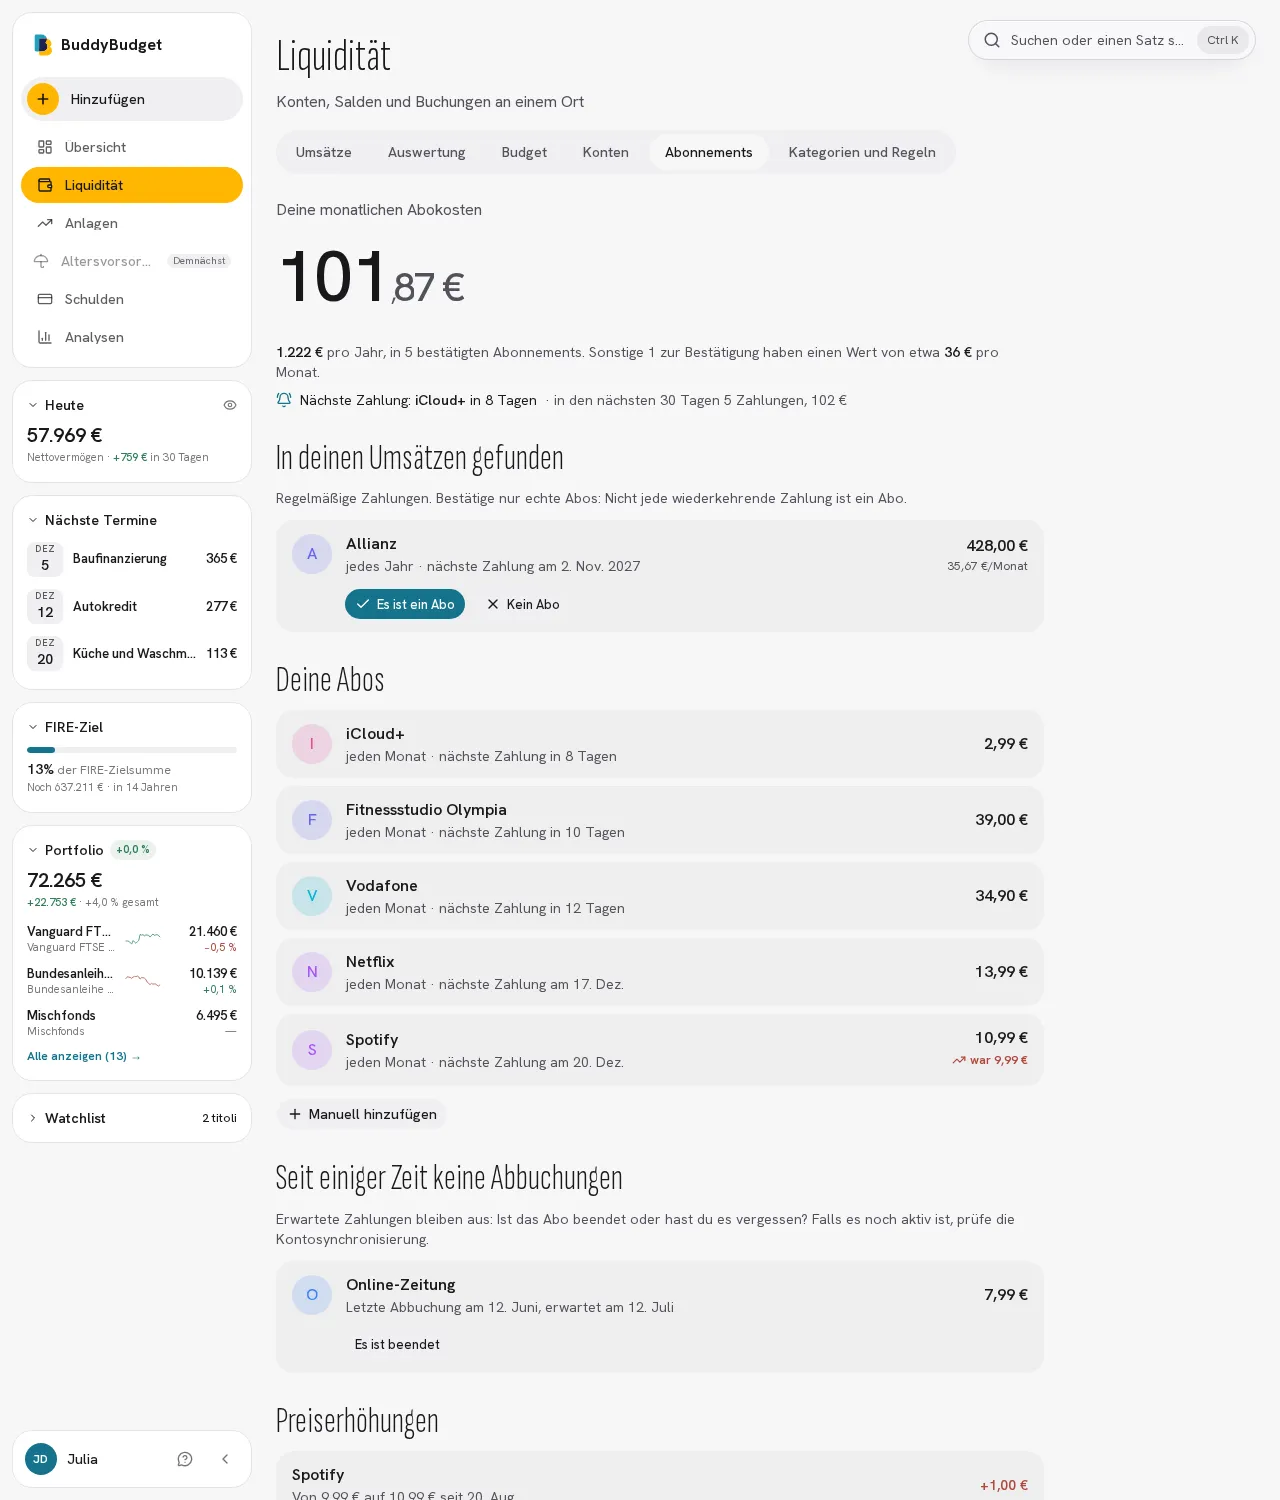 BuddyBudget
Hinzufügen
Übersicht
Liquidität
Anlagen
Altersvorsor... Demnächst
Schulden
Analysen
Heute
57.969 €
Nettovermögen · +759 € in 30 Tagen
Nächste Termine
DEZ
5
Baufinanzierung 365 €
DEZ
12
Autokredit 277 €
DEZ
20
Küche und Waschm... 113 €
FIRE-Ziel
13% der FIRE-Zielsumme
Noch 637.211 € · in 14 Jahren
Portfolio +0,0 %
72.265 €
+22.753 € · +4,0 % gesamt
Vanguard FT... 21.460 €
Vanguard FTSE ... −0,5 %
Bundesanleih... 10.139 €
Bundesanleihe ... +0,1 %
Mischfonds 6.495 €
Mischfonds —
Alle anzeigen (13) →
Watchlist 2 titoli
JD Julia
Liquidität
Suchen oder einen Satz s... Ctrl K
Konten, Salden und Buchungen an einem Ort
Umsätze Auswertung Budget Konten Abonnements Kategorien und Regeln
Deine monatlichen Abokosten
101,87 €
1.222 € pro Jahr, in 5 bestätigten Abonnements. Sonstige 1 zur Bestätigung haben einen Wert von etwa 36 € pro
Monat.
Nächste Zahlung: iCloud+ in 8 Tagen · in den nächsten 30 Tagen 5 Zahlungen, 102 €
In deinen Umsätzen gefunden
Regelmäßige Zahlungen. Bestätige nur echte Abos: Nicht jede wiederkehrende Zahlung ist ein Abo.
A Allianz 428,00 €
jedes Jahr · nächste Zahlung am 2. Nov. 2027 35,67 €/Monat
Es ist ein Abo Kein Abo
Deine Abos
I iCloud+ 2,99 €
jeden Monat · nächste Zahlung in 8 Tagen
F Fitnessstudio Olympia 39,00 €
jeden Monat · nächste Zahlung in 10 Tagen
V Vodafone 34,90 €
jeden Monat · nächste Zahlung in 12 Tagen
N Netflix 13,99 €
jeden Monat · nächste Zahlung am 17. Dez.
S Spotify 10,99 €
jeden Monat · nächste Zahlung am 20. Dez. war 9,99 €
Manuell hinzufügen
Seit einiger Zeit keine Abbuchungen
Erwartete Zahlungen bleiben aus: Ist das Abo beendet oder hast du es vergessen? Falls es noch aktiv ist, prüfe die
Kontosynchronisierung.
O Online-Zeitung 7,99 €
Letzte Abbuchung am 12. Juni, erwartet am 12. Juli
Es ist beendet
Preiserhöhungen
Spotify +1,00 €
Von 9,99 € auf 10,99 € seit 20. Aug.